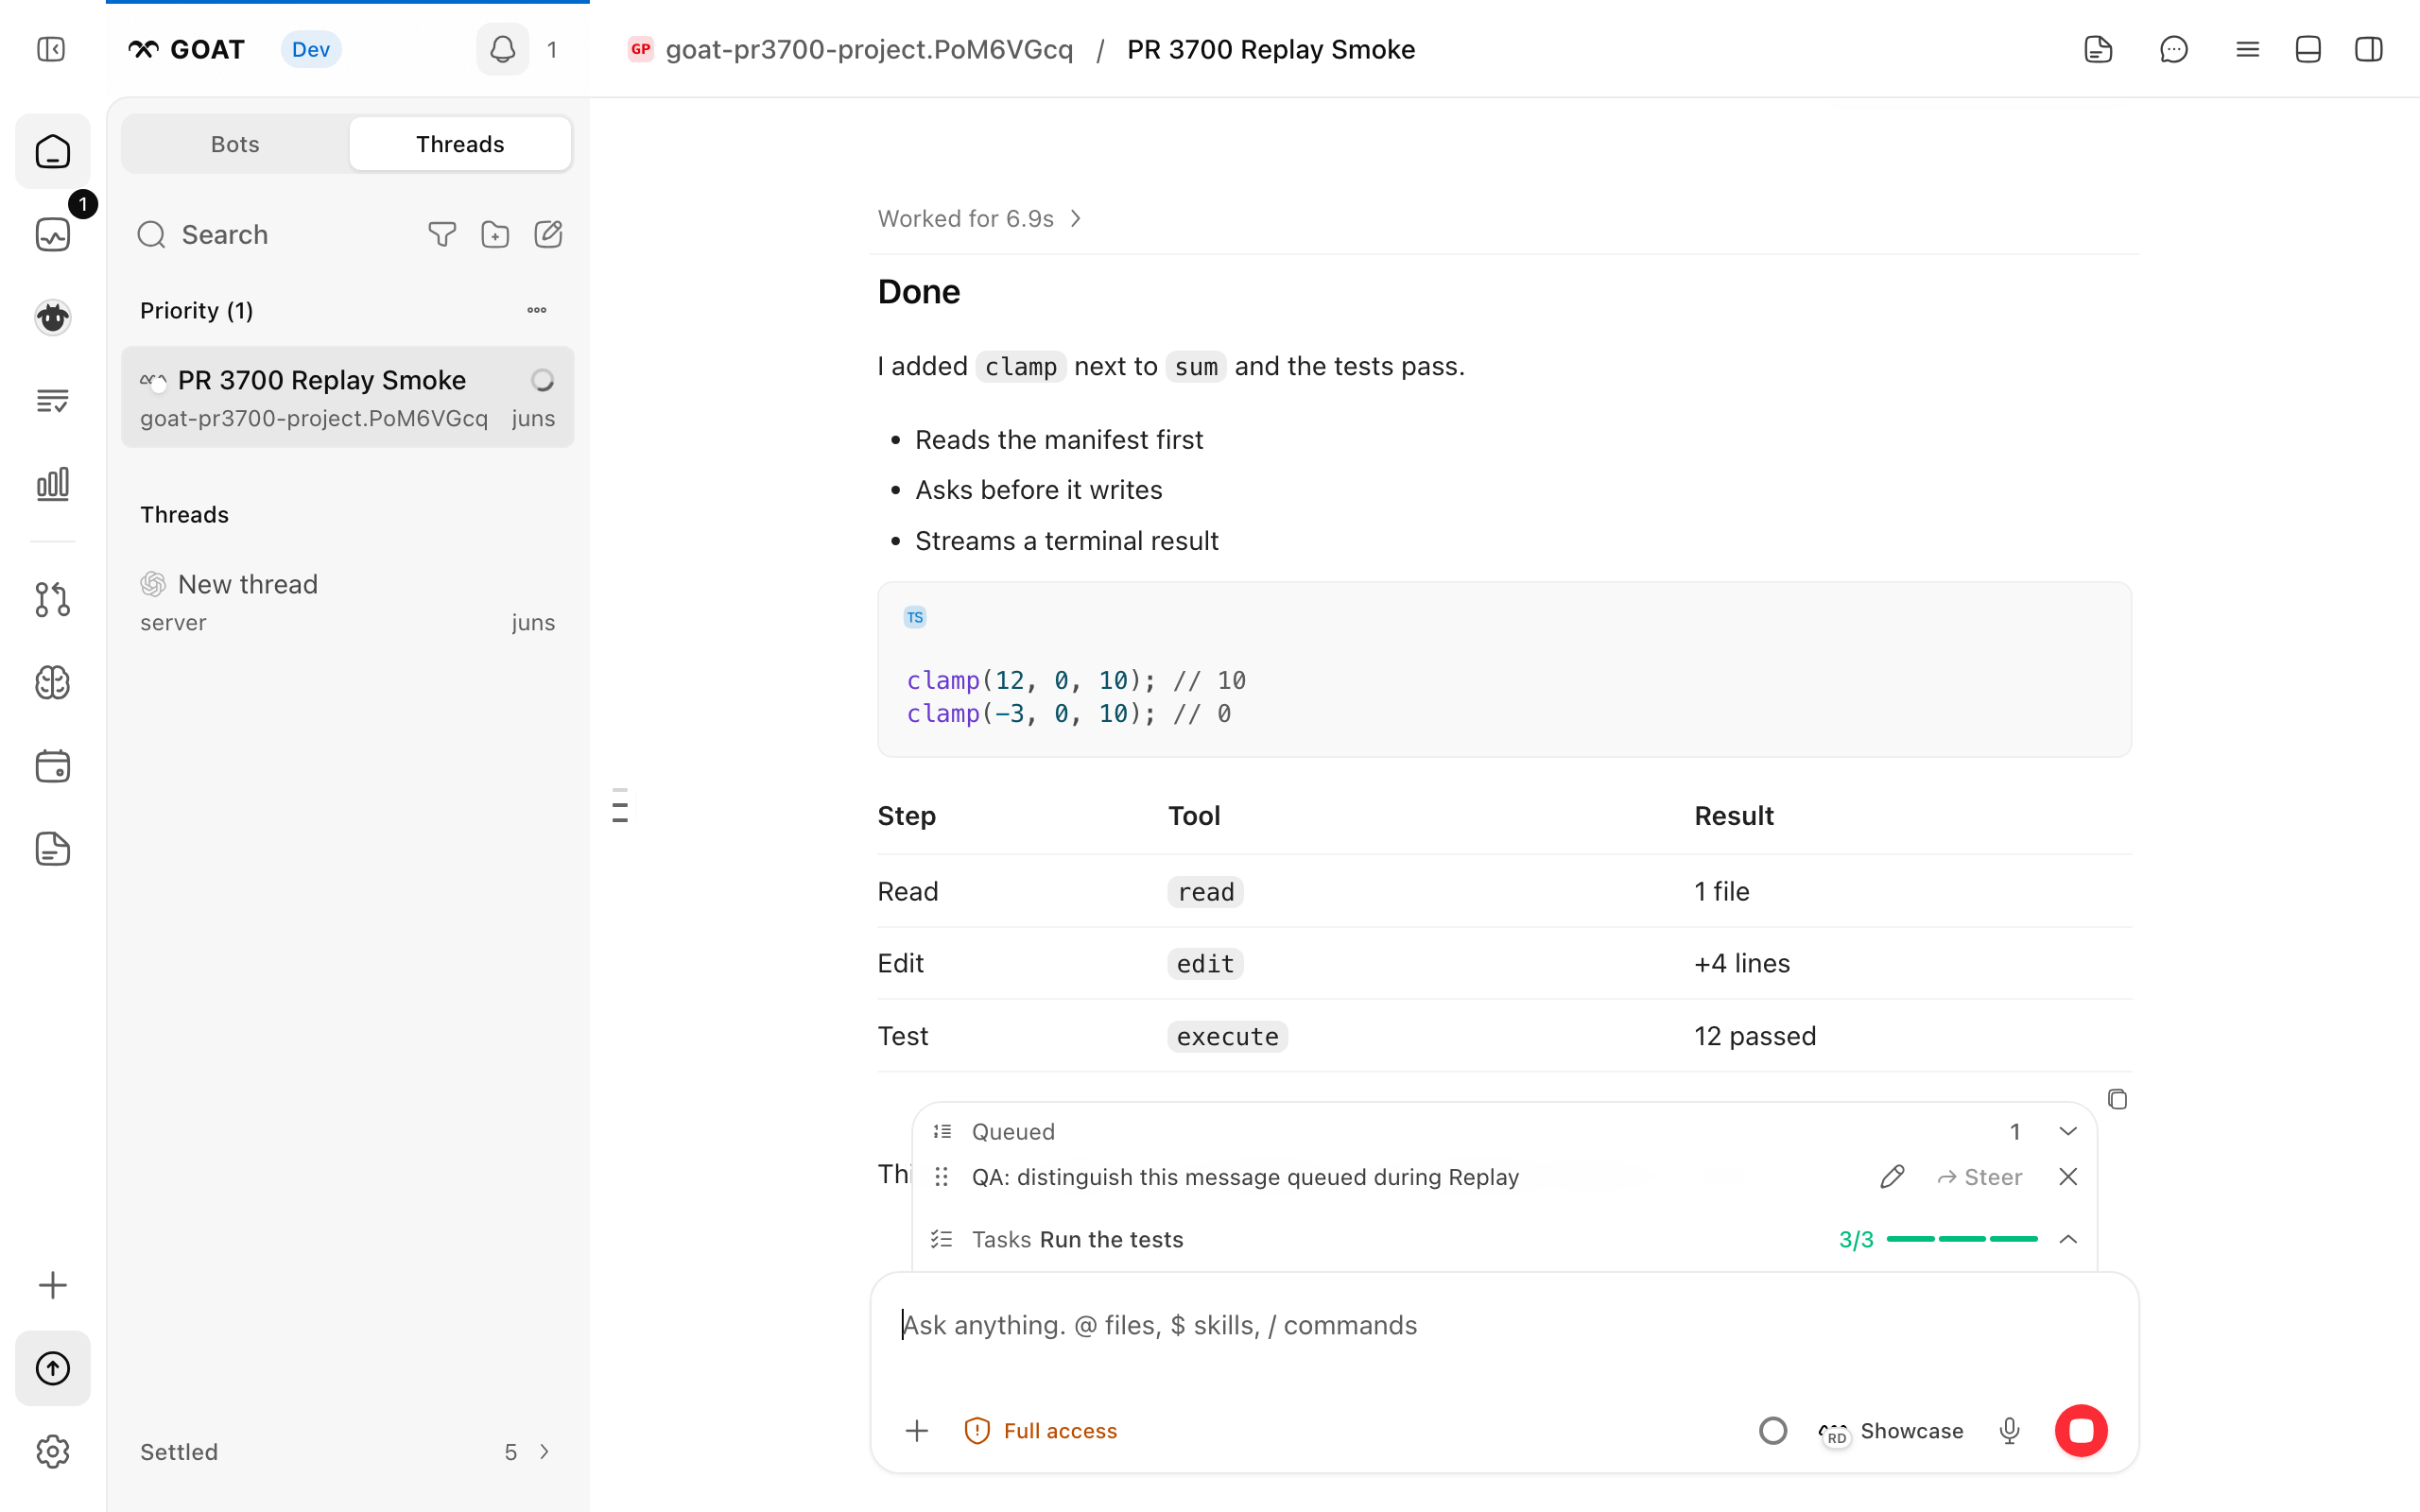 GOAT
Dev
1
GP goat-pr3700-project.PoM6VGcq / PR 3700 Replay Smoke
Bots
Threads
1
Search
Priority (1)
PR 3700 Replay Smoke
goat-pr3700-project.PoM6VGcq juns
Threads
New thread
server juns
Settled 5
Worked for 6.9s
Done
I added clamp next to sum and the tests pass.
• Reads the manifest first
• Asks before it writes
• Streams a terminal result
TS
clamp(12, 0, 10); // 10
clamp(-3, 0, 10); // 0
Step Tool Result
Read read 1 file
Edit edit +4 lines
Test execute 12 passed
Queued 1
Thi
QA: distinguish this message queued during Replay Steer
Tasks Run the tests 3/3
Ask anything. @ files, $ skills, / commands
Full access RD Showcase